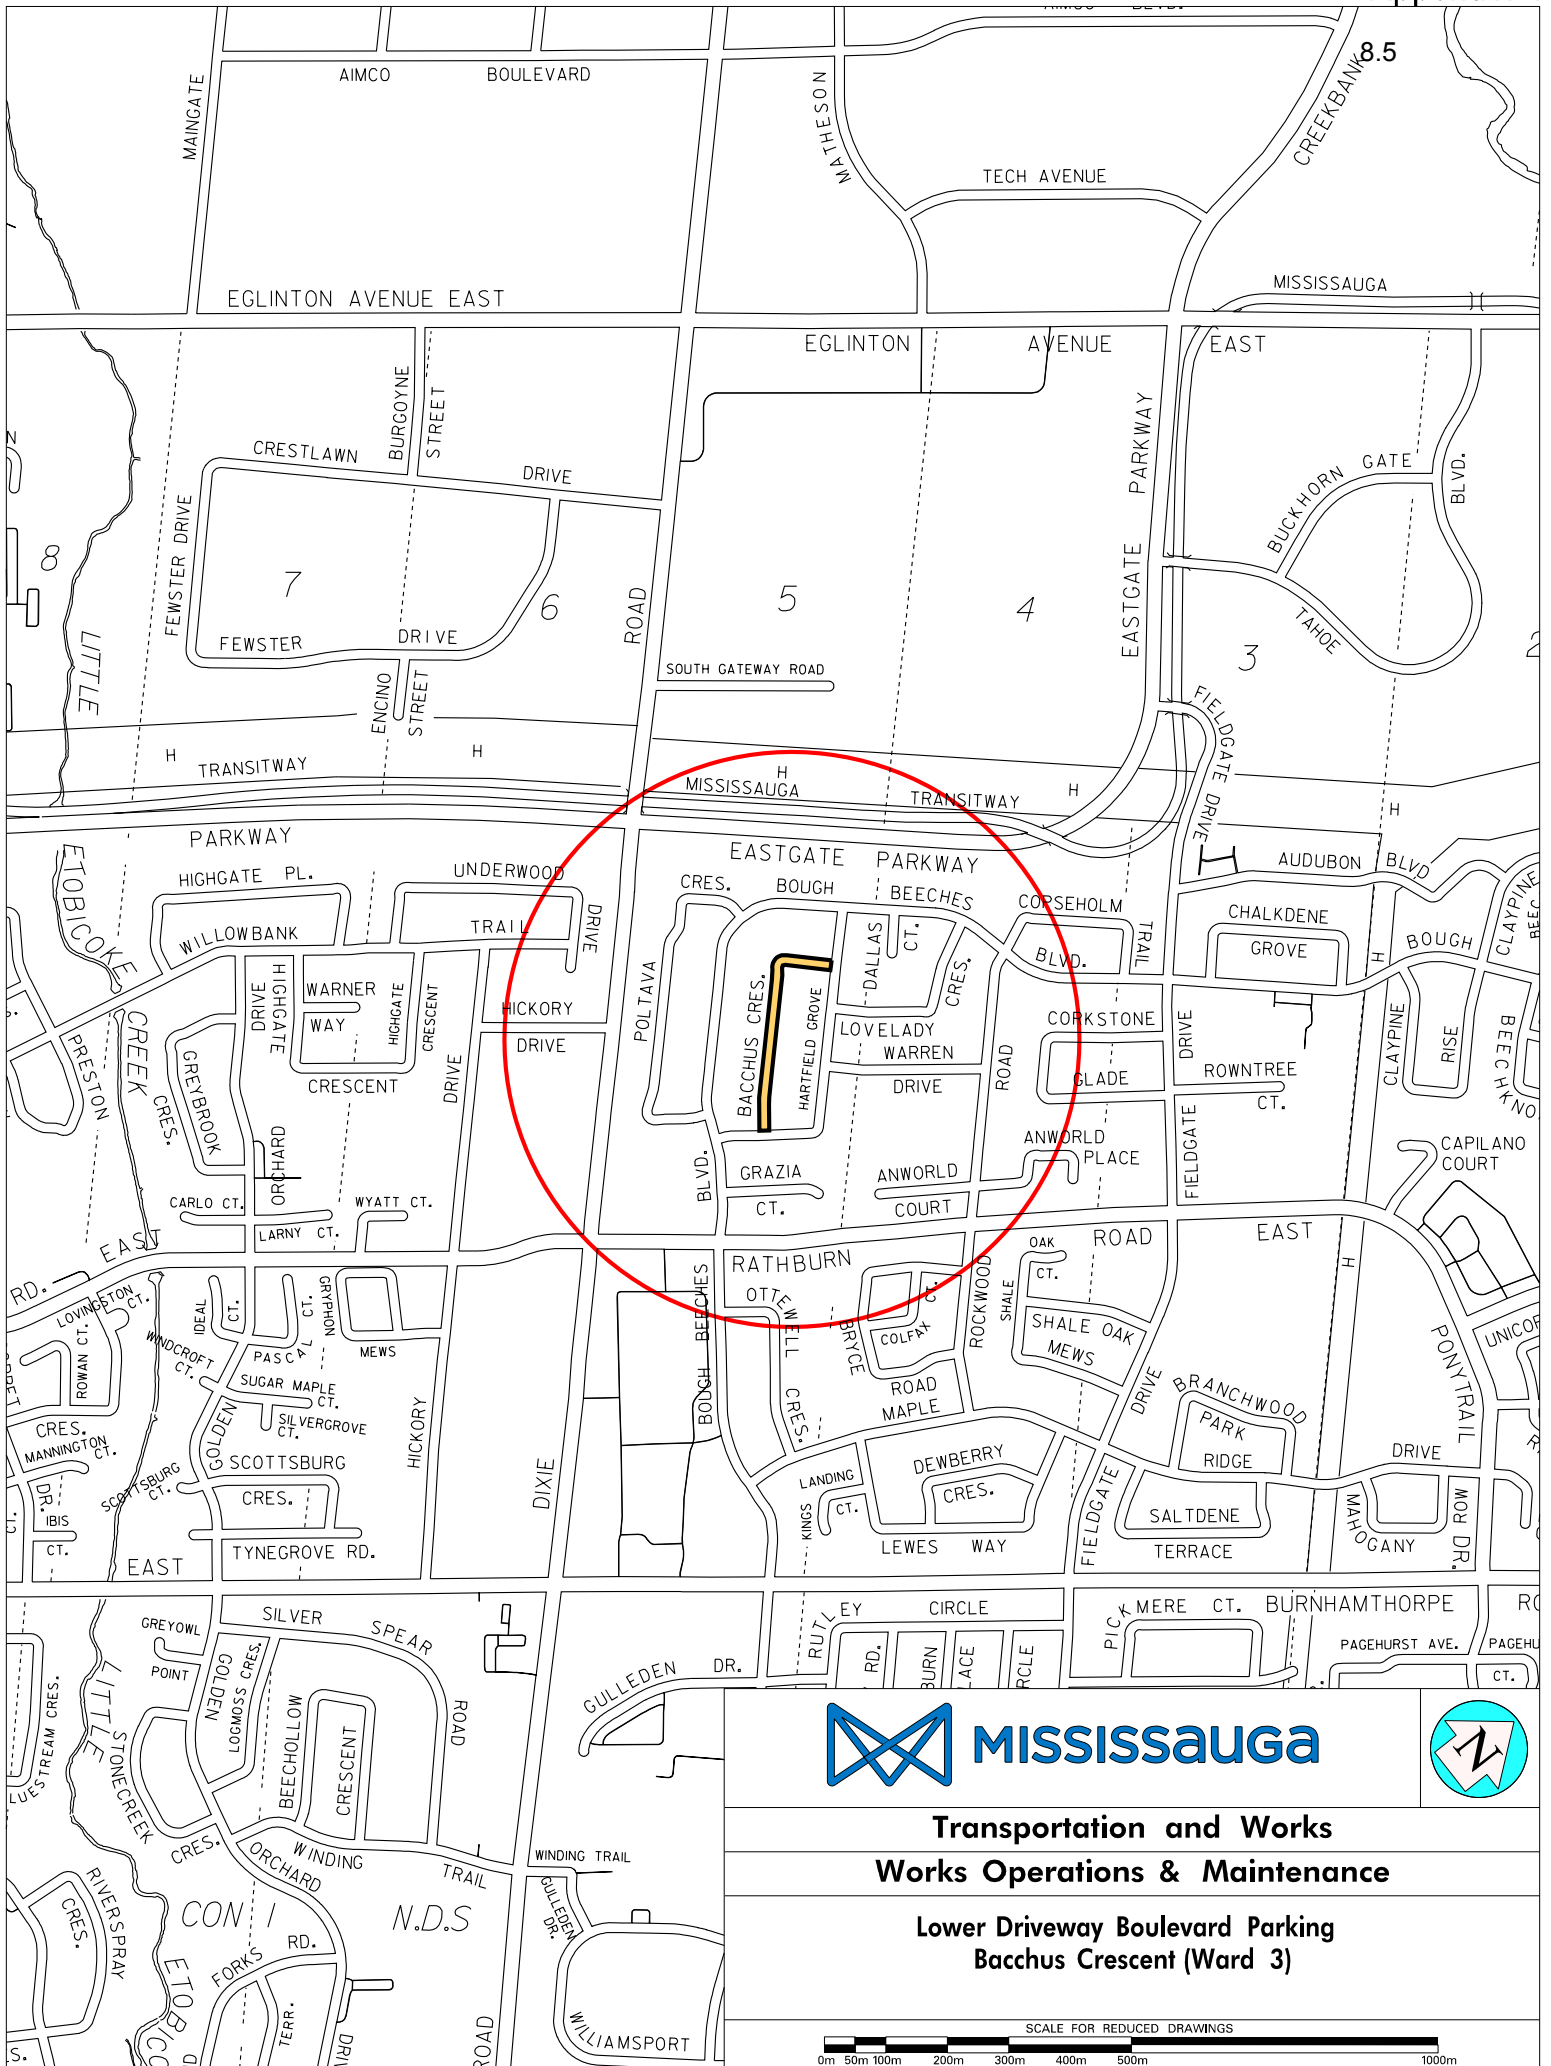 8.5
AIMCO BOULEVARD
MAINGATE
MATHESON
CREEKBANK
TECH AVENUE
EGLINTON AVENUE EAST
MISSISSAUGA
EGLINTON AVENUE EAST
BURGOYNE STREET
CRESTLAWN DRIVE
EASTGATE PARKWAY
BUCKHORN GATE
BLVD.
FEWSTER DRIVE
8
7
6
5
4
3
2
ROAD
TAHOE
FEWSTER DRIVE
LITTLE
ENCINO STREET
SOUTH GATEWAY ROAD
FIELDGATE DRIVE
H
H
H
H
H
TRANSITWAY
MISSISSAUGA TRANSITWAY
PARKWAY
EASTGATE PARKWAY
ETOBICOKE
CREEK
HIGHGATE PL.
UNDERWOOD
DRIVE
CRES.
BOUGH BEECHES
BLVD.
COPSEHOLM
TRAIL
AUDUBON BLVD
CHALKDENE
GROVE
BOUGH
CLAYPINE
WILLOWBANK
TRAIL
POLTAVA
DALLAS
CT.
CRES.
HIGHGATE
DRIVE
WARNER
WAY
HIGHGATE
CRESCENT
CRESCENT
HICKORY
DRIVE
DRIVE
BACCHUS CRES.
HARTFIELD GROVE
LOVELADY
WARREN
DRIVE
ROAD
CORKSTONE
GLADE
DRIVE
ROWNTREE
CT.
H
CLAYPINE
RISE
PRESTON
GREYBROOK
CRES.
ORCHARD
BLVD.
GRAZIA
CT.
ANWORLD
COURT
ANWORLD
PLACE
FIELDGATE
CAPILANO
COURT
CARLO CT.
LARNY CT.
WYATT CT.
RD. EAST
RATHBURN ROAD EAST
H
LOVINGSTON
CT.
ROWAN CT.
IDEAL
CT.
PASCAL
CT.
GRYPHON
MEWS
WINDCROFT
CT.
SUGAR MAPLE
CT.
SILVERGROVE
CT.
GOLDEN
HICKORY
BOUGH BEECHES
OTTEWELL
CRES.
BRYCE
COLFAX
CT.
ROAD
MAPLE
ROCKWOOD
OAK
CT.
SHALE
SHALE OAK
MEWS
DRIVE
BRANCHWOOD
PARK
RIDGE
DRIVE
PONYTRAIL
CRES.
MANNINGTON
CT.
DR.
IBIS
CT.
SCOTTSBURG
CT.
SCOTTSBURG
CRES.
TYNEGROVE RD.
DIXIE
LANDING
CT.
KINGS
DEWBERRY
CRES.
LEWES WAY
FIELDGATE
SALTDENE
TERRACE
MAHOGANY
DR.
EAST
BURNHAMTHORPE
GREYOWL
POINT
SILVER SPEAR
ROAD
GOLDEN
LOGMOSS CRES.
BEECHOLLOW
CRESCENT
STONECREEK
CRES.
LITTLE
RUTLEY CIRCLE
RD.
GULLEDEN DR.
PICKMERE CT.
PAGEHURST AVE.
CT.
ORCHARD
WINDING TRAIL
WINDING TRAIL
GULLEDEN
DR.
RIVERSPRAY
CRES.
CON 1 N.D.S
FORKS RD.
TERR.
ROAD
WILLIAMSPORT
MISSISSAUGA
N
Transportation and Works
Works Operations & Maintenance
Lower Driveway Boulevard Parking
Bacchus Crescent (Ward 3)
SCALE FOR REDUCED DRAWINGS
0m 50m 100m 200m 300m 400m 500m 1000m